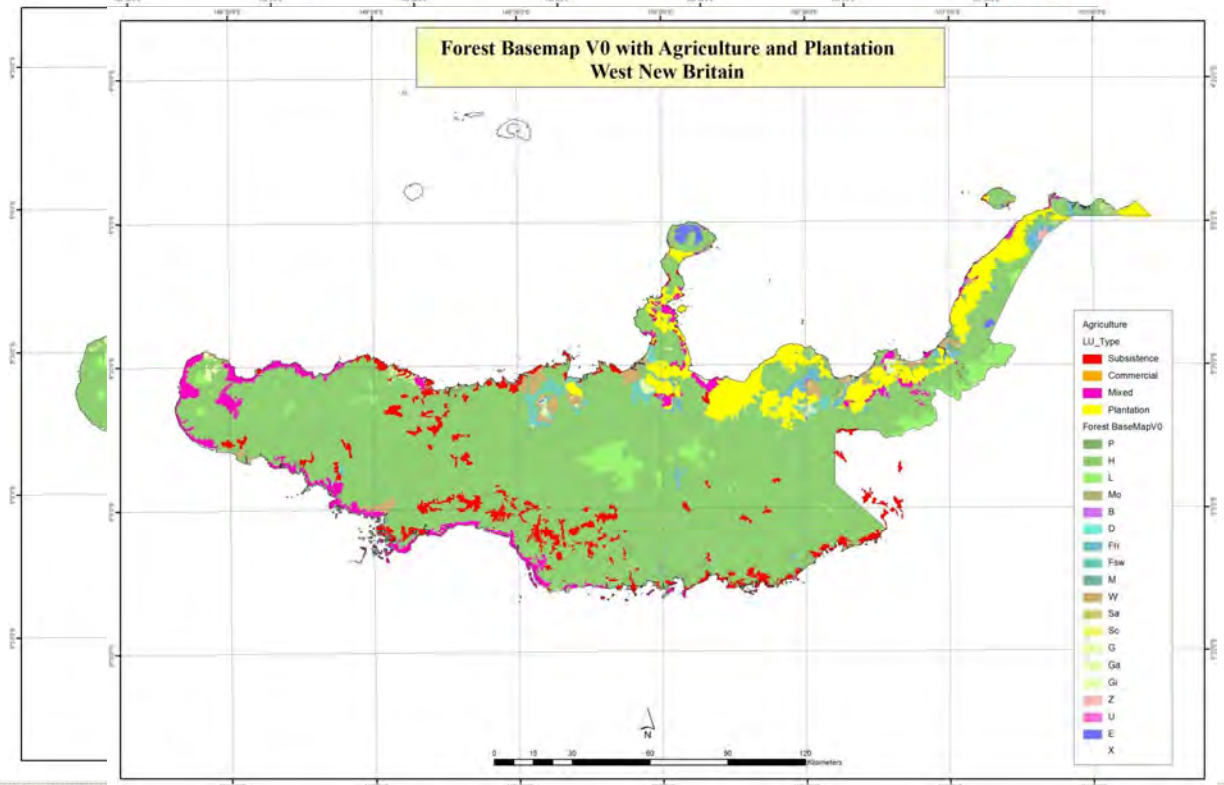 Forest Basemap V0 with Agriculture and Plantation
West New Britain
Agriculture
LU_Type
Subsistence
Commercial
Mixed
Plantation
Forest BaseMapV0
P
H
L
Mo
B
D
Fri
Fsw
M
W
Sa
Sc
G
Ga
Gi
Z
U
E
X
N
0 15 30 60 90 120
Kilometers